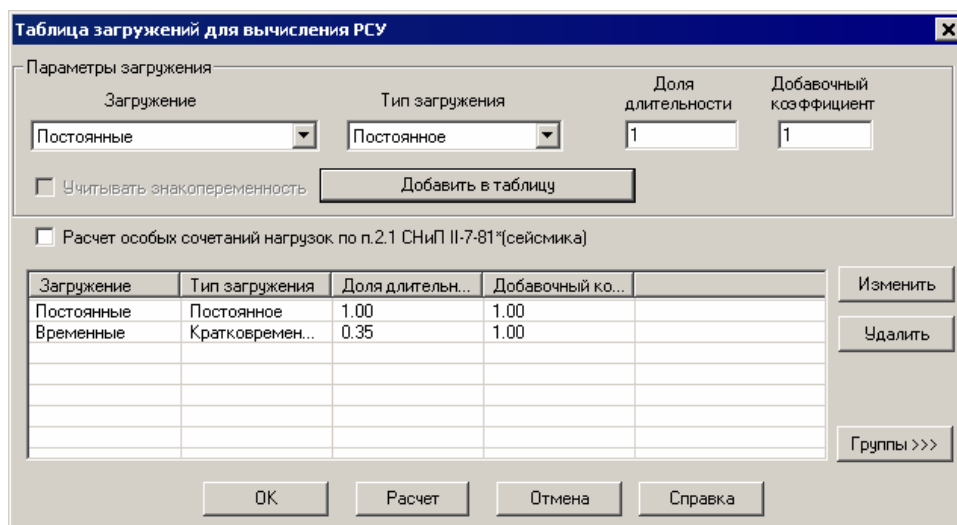 Таблица загружений для вычисления РСУ
Параметры загружения
Загружение Тип загружения Доля длительности Добавочный коэффициент
Постоянные Постоянное 1 1
Учитывать знакопеременность Добавить в таблицу
Расчет особых сочетаний нагрузок по п.2.1 СНиП II-7-81*(сейсмика)
Загружение Тип загружения Доля длительн... Добавочный ко...
Постоянные Постоянное 1.00 1.00
Временные Кратковремен... 0.35 1.00
Изменить
Удалить
Группы >>>
OK Расчет Отмена Справка